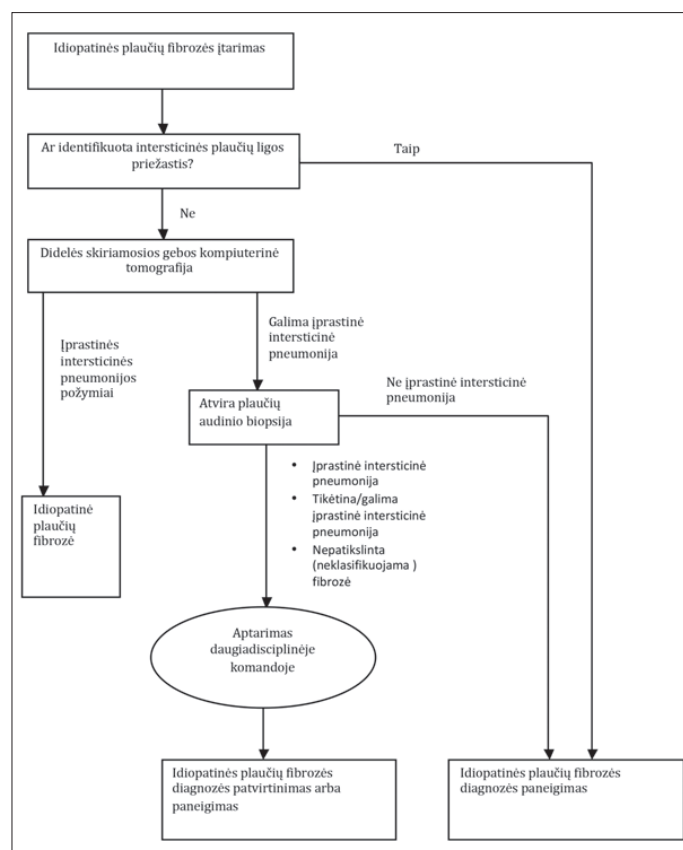 Idiopatinės plaučių fibrozės įtarimas
Ar identifikuota intersticinės plaučių ligos
priežastis?
Taip
Ne
Didelės skiriamosios gebos kompiuterinė
tomografija
Įprastinės
intersticinės
pneumonijos
požymiai
Galima įprastinė
intersticinė
pneumonija
Ne įprastinė intersticinė
pneumonija
Atvira plaučių
audinio biopsija
• Įprastinė intersticinė
pneumonija
• Tikėtina/galima
įprastinė intersticinė
pneumonija
• Nepatikslinta
(neklasifikuojama )
fibrozė
Idiopatinė
plaučių
fibrozė
Aptarimas
daugiadisciplinėje
komandoje
Idiopatinės plaučių fibrozės
diagnozės patvirtinimas arba
paneigimas
Idiopatinės plaučių fibrozės
diagnozės paneigimas